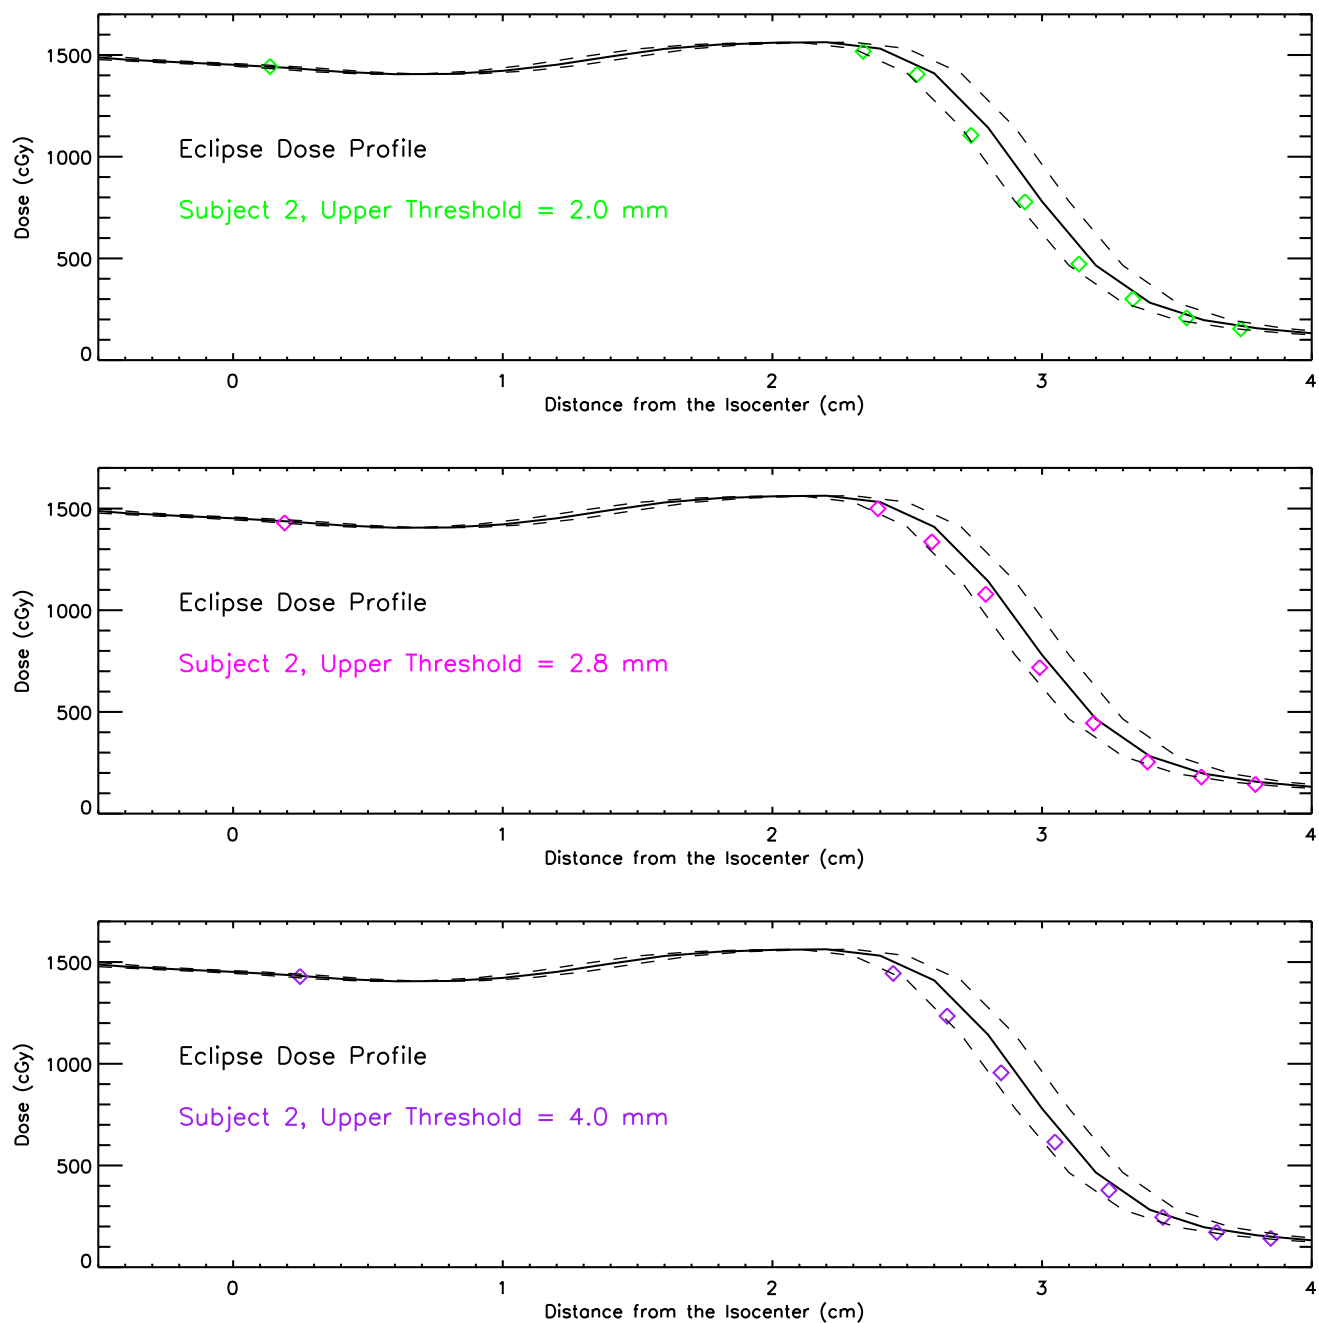 1500
1000
500
0
Dose (cGy)
Eclipse Dose Profile
Subject 2, Upper Threshold = 2.0 mm
0 1 2 3 4
Distance from the Isocenter (cm)
1500
1000
500
0
Dose (cGy)
Eclipse Dose Profile
Subject 2, Upper Threshold = 2.8 mm
0 1 2 3 4
Distance from the Isocenter (cm)
1500
1000
500
0
Dose (cGy)
Eclipse Dose Profile
Subject 2, Upper Threshold = 4.0 mm
0 1 2 3 4
Distance from the Isocenter (cm)